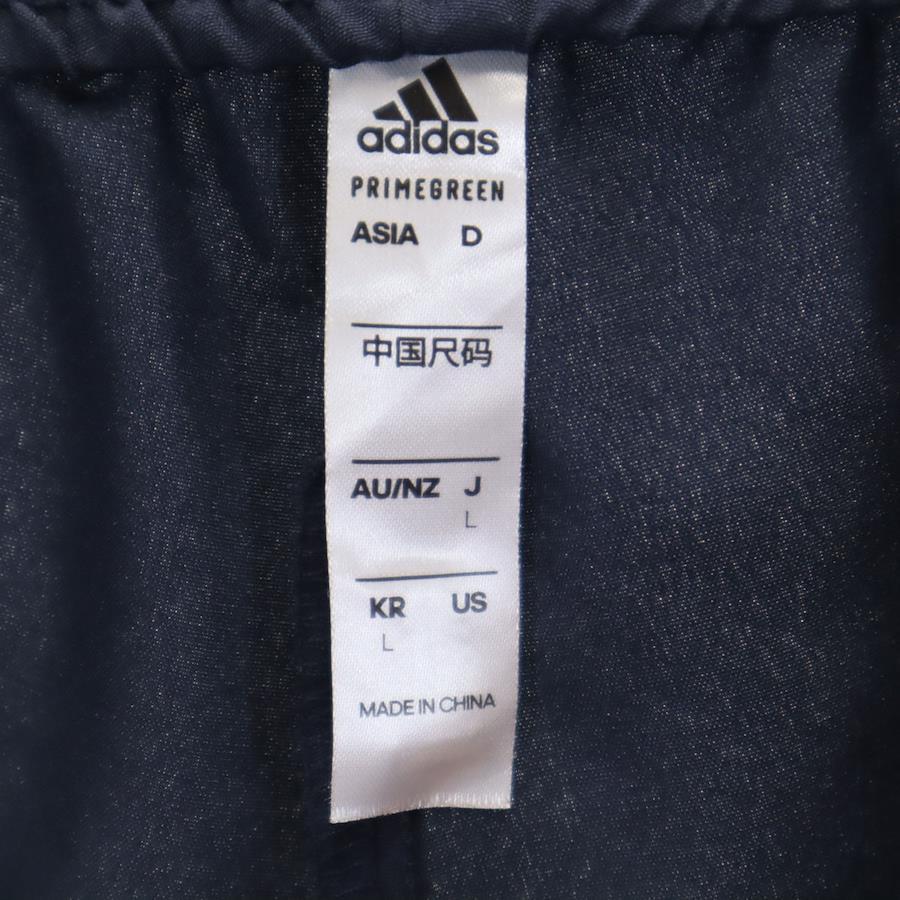 adidas
PRIMEGREEN
ASIA D
中国尺码
AU/NZ J
L
KR US
L
MADE IN CHINA